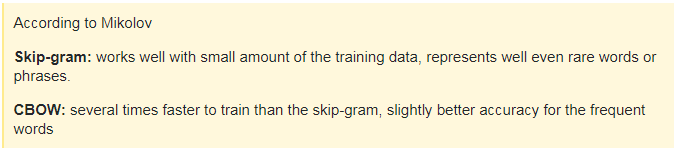 According to Mikolov
Skip-gram: works well with small amount of the training data, represents well even rare words or
phrases.
CBOW: several times faster to train than the skip-gram, slightly better accuracy for the frequent
words